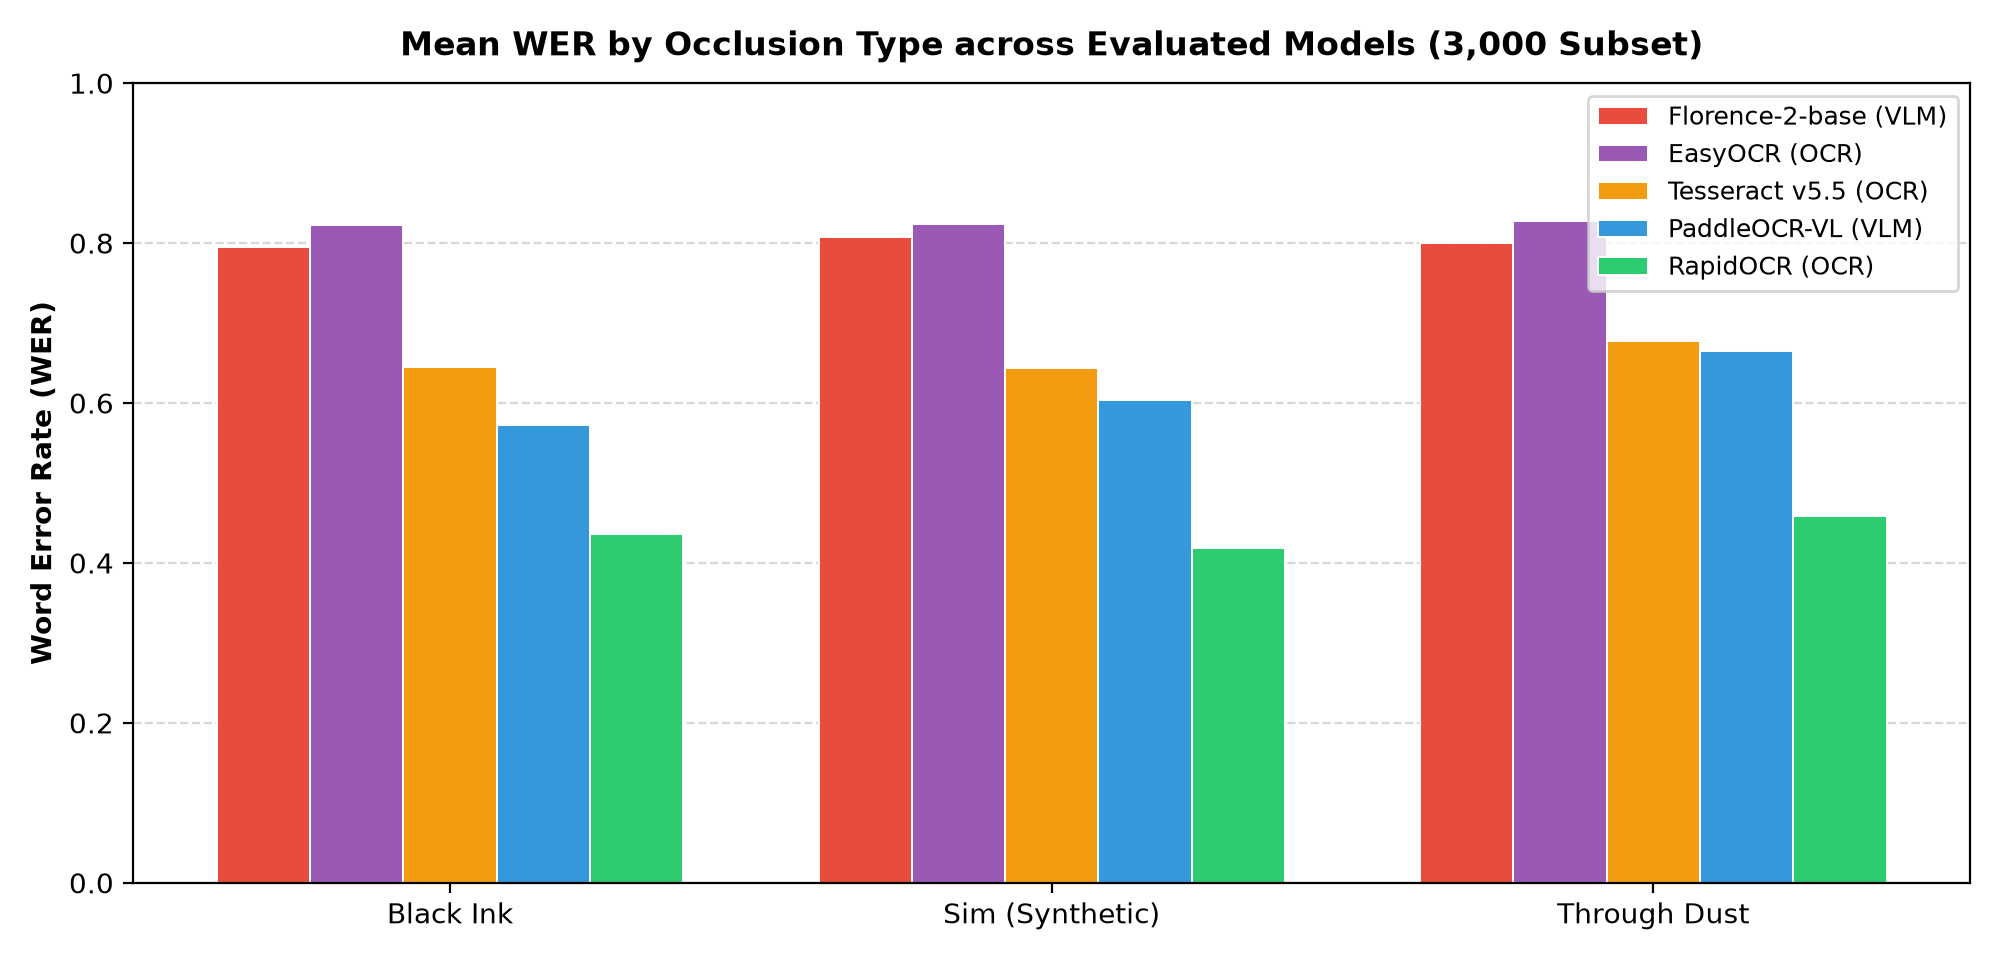 Mean WER by Occlusion Type across Evaluated Models (3,000 Subset)
Word Error Rate (WER)
1.0
0.8
0.6
0.4
0.2
0.0
Florence-2-base (VLM)
EasyOCR (OCR)
Tesseract v5.5 (OCR)
PaddleOCR-VL (VLM)
RapidOCR (OCR)
Black Ink
Sim (Synthetic)
Through Dust